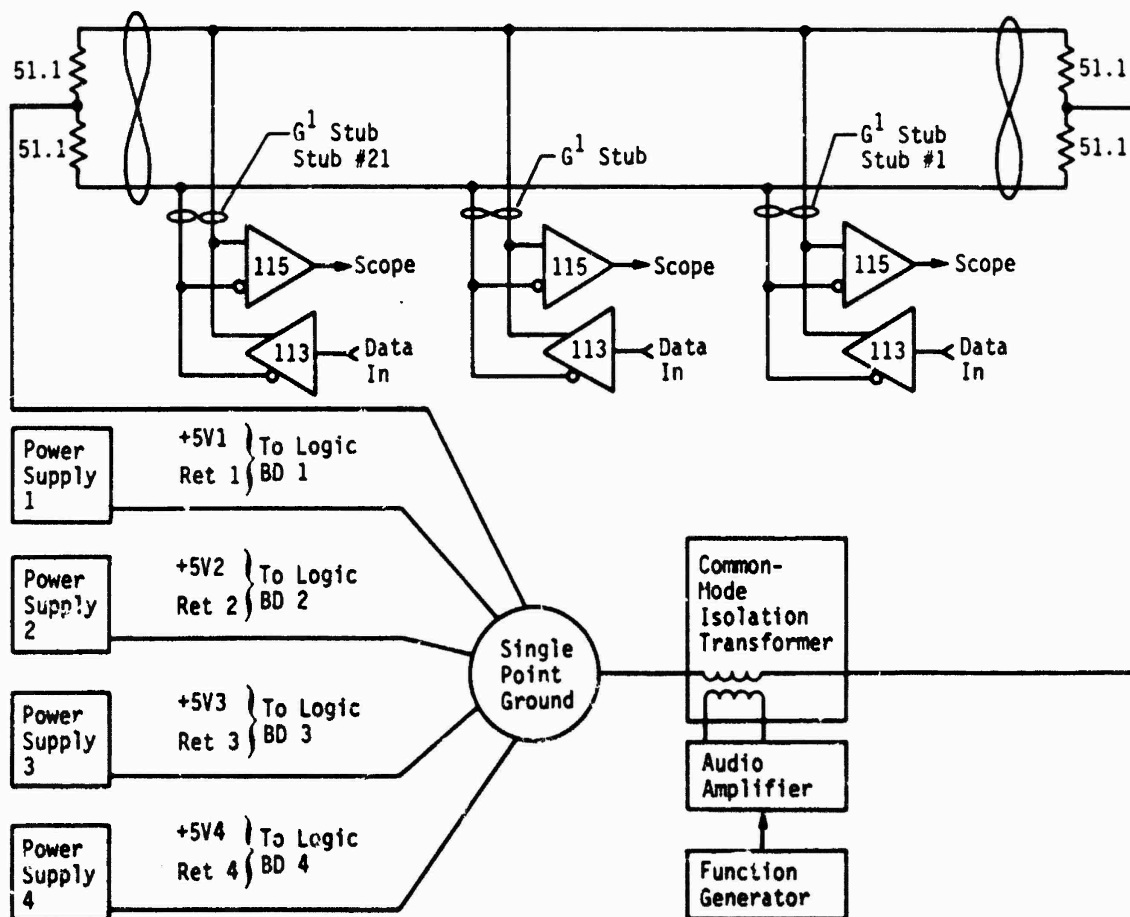 51.1
51.1
G¹ Stub
Stub #21
G¹ Stub
G¹ Stub
Stub #1
51.1
51.1
115
Scope
115
Scope
115
Scope
113
Data
In
113
Data
In
113
Data
In
Power
Supply
1
+5V1
Ret 1
To Logic
BD 1
Power
Supply
2
+5V2
Ret 2
To Logic
BD 2
Power
Supply
3
+5V3
Ret 3
To Logic
BD 3
Power
Supply
4
+5V4
Ret 4
To Logic
BD 4
Single
Point
Ground
Common-
Mode
Isolation
Transformer
Audio
Amplifier
Function
Generator